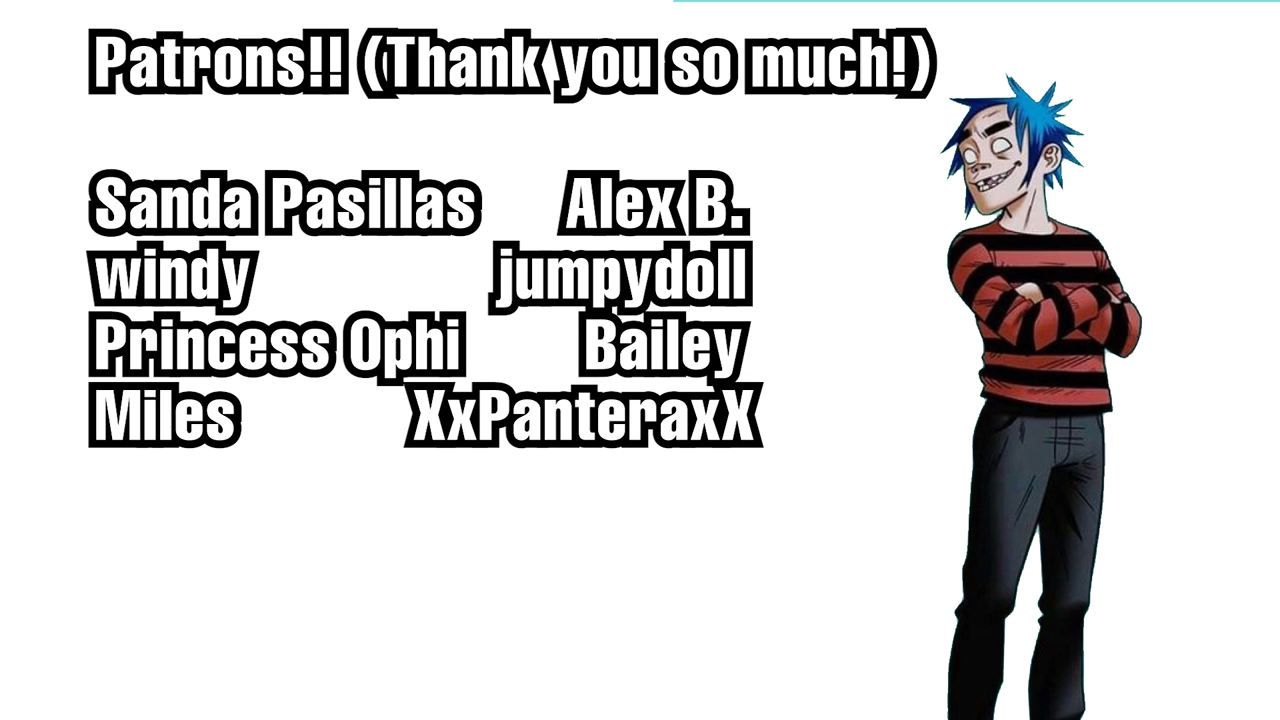 Patrons!! (Thank you so much!)
Sanda Pasillas Alex B.
windy jumpydoll
Princess Ophi Bailey
Miles XxPanteraxX